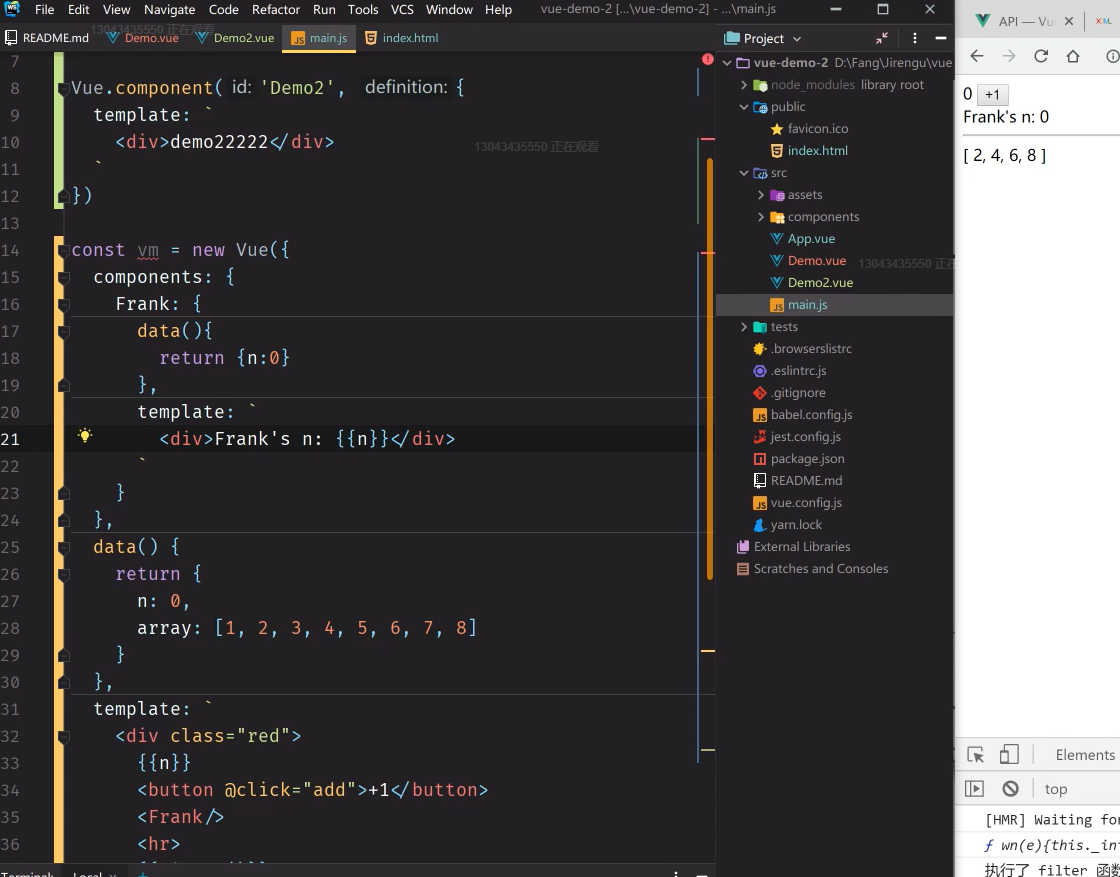 File Edit View Navigate Code Refactor Run Tools VCS Window Help vue-demo-2 [...\vue-demo-2] - ...\main.js
README.md Demo.vue Demo2.vue main.js index.html
13043435550 正在观看
7
8 Vue.component( id: 'Demo2', definition: {
9 template: `
10 <div>demo22222</div>
11 `
12 })
13
14 const vm = new Vue({
15 components: {
16 Frank: {
17 data(){
18 return {n:0}
19 },
20 template: `
21 <div>Frank's n: {{n}}</div>
22 `
23 }
24 },
25 data() {
26 return {
27 n: 0,
28 array: [1, 2, 3, 4, 5, 6, 7, 8]
29 }
30 },
31 template: `
32 <div class="red">
33 {{n}}
34 <button @click="add">+1</button>
35 <Frank/>
36 <hr>
13043435550 正在观看
Terminal Local
Project
vue-demo-2 D:\Fang\Jirengu\vue
node_modules library root
public
favicon.ico
index.html
src
assets
components
App.vue
Demo.vue
13043435550 正在
Demo2.vue
main.js
tests
.browserslistrc
.eslintrc.js
.gitignore
babel.config.js
jest.config.js
package.json
README.md
vue.config.js
yarn.lock
External Libraries
Scratches and Consoles
API — Vu
0 +1
Frank's n: 0
[ 2, 4, 6, 8 ]
Elements
top
[HMR] Waiting for
ƒ wn(e){this._in
执行了 filter 函数